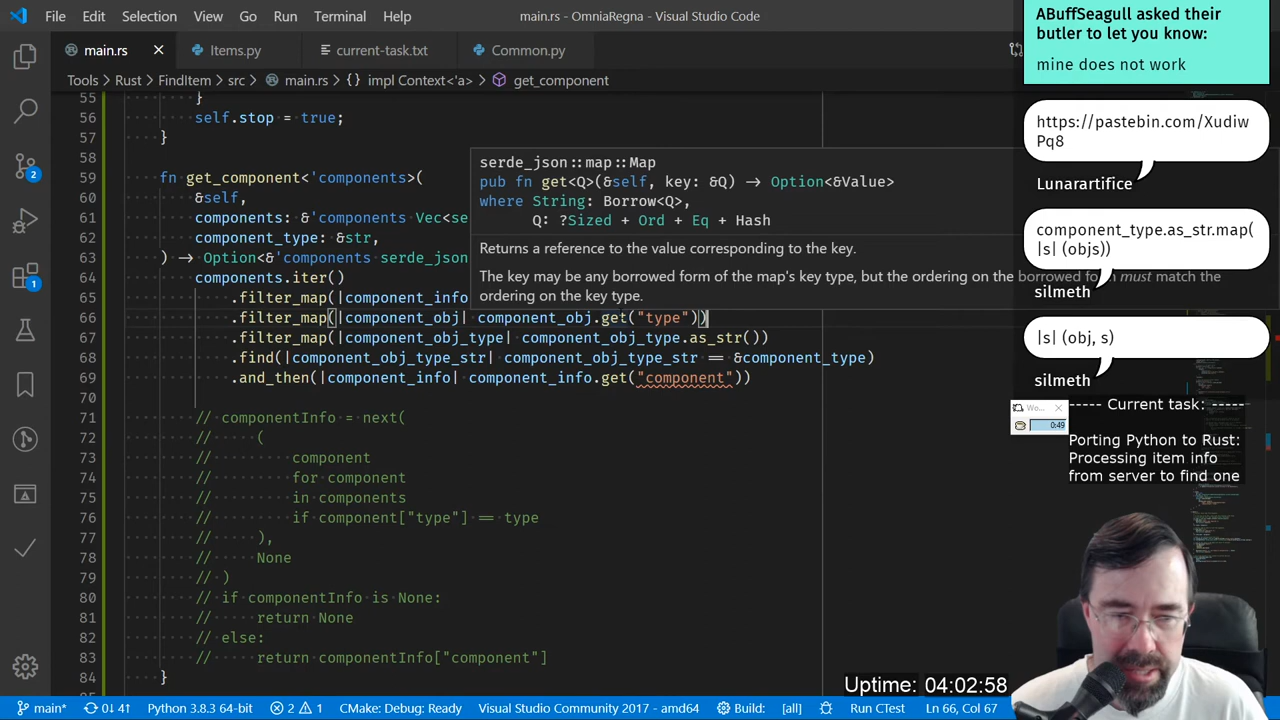 File Edit Selection View Go Run Terminal Help
main.rs - OmniaRegna - Visual Studio Code
main.rs
Items.py
current-task.txt
Common.py
Tools > Rust > FindItem > src > main.rs > {} impl Context<'a> > get_component
55 }
56 self.stop = true;
57 }
58
59 fn get_component<'components>(
60 &self,
61 components: &'components Vec<se
62 component_type: &str,
63 ) → Option<&'components serde_json
64 components.iter()
65 .filter_map(|component_info
66 .filter_map(|component_obj| component_obj.get("type"))
67 .filter_map(|component_obj_type| component_obj_type.as_str())
68 .find(|component_obj_type_str| component_obj_type_str == &component_type)
69 .and_then(|component_info| component_info.get("component"))
70
71 // componentInfo = next(
72 // (
73 // component
74 // for component
75 // in components
76 // if component["type"] == type
77 // ),
78 // None
79 // )
80 // if componentInfo is None:
81 // return None
82 // else:
83 // return componentInfo["component"]
84 }
serde_json::map::Map
pub fn get<Q>(&self, key: &Q) → Option<&Value>
where String: Borrow<Q>,
Q: ?Sized + Ord + Eq + Hash
Returns a reference to the value corresponding to the key.
The key may be any borrowed form of the map's key type, but the ordering on the borrowed form must match the
ordering on the key type.
ABuffSeagull asked their
butler to let you know:
mine does not work
https://pastebin.com/Xudiw
Pq8
Lunarartifice
component_type.as_str.map(
|s| (objs))
silmeth
|s| (obj, s)
silmeth
Wo...
0:49
----- Current task: -----
Porting Python to Rust:
Processing item info
from server to find one
Uptime: 04:02:58
2
1
main* 0↓ 4↑ Python 3.8.3 64-bit 2 1 CMake: Debug: Ready Visual Studio Community 2017 - amd64 Build: [all] Run CTest Ln 66, Col 67